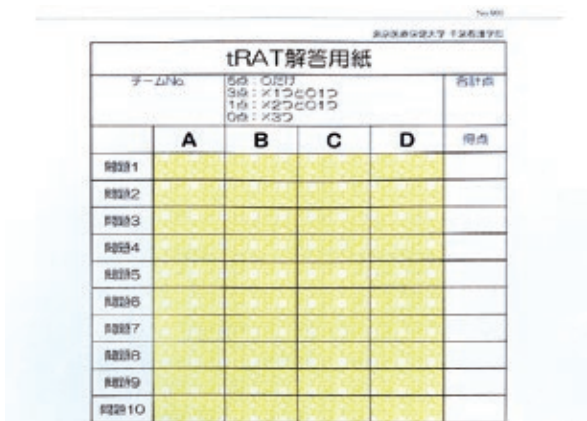 東京医療保健大学 千葉看護学部
tRAT解答用紙
チームNo.
5点：○だけ
3点：×1つと○1つ
1点：×2つと○1つ
0点：×3つ
合計点
A B C D 得点
問題1
問題2
問題3
問題4
問題5
問題6
問題7
問題8
問題9
問題10